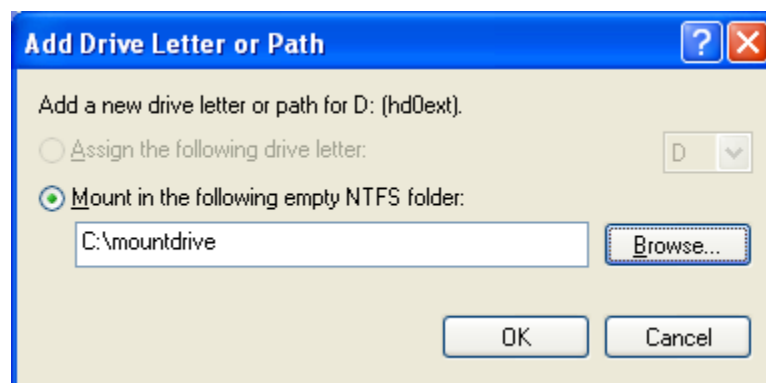 Add Drive Letter or Path
Add a new drive letter or path for D: (hd0ext).
Assign the following drive letter:
D
Mount in the following empty NTFS folder:
C:\mountdrive
Browse...
OK
Cancel